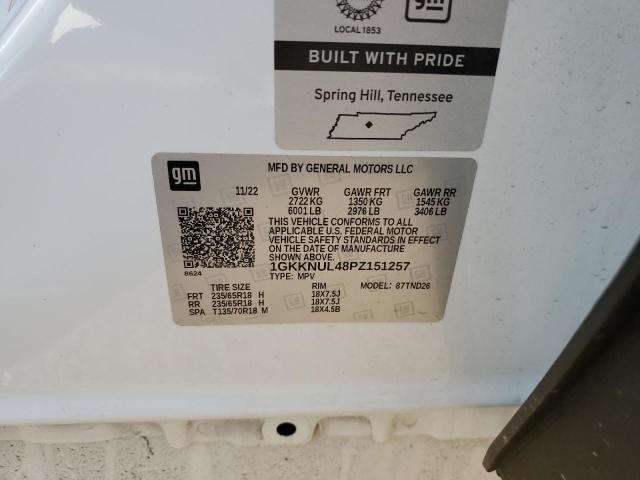 LOCAL 1853
gm
BUILT WITH PRIDE
Spring Hill, Tennessee
gm
MFD BY GENERAL MOTORS LLC
11/22 GVWR GAWR FRT GAWR RR
2722 KG 1350 KG 1545 KG
6001 LB 2976 LB 3406 LB
THIS VEHICLE CONFORMS TO ALL
APPLICABLE U.S. FEDERAL MOTOR
VEHICLE SAFETY STANDARDS IN EFFECT
ON THE DATE OF MANUFACTURE
SHOWN ABOVE.
8624
1GKKNUL48PZ151257
TYPE: MPV MODEL: 87TND26
TIRE SIZE RIM
FRT 235/65R18 H 18X7.5J
RR 235/65R18 H 18X7.5J
SPA T135/70R18 M 18X4.5B